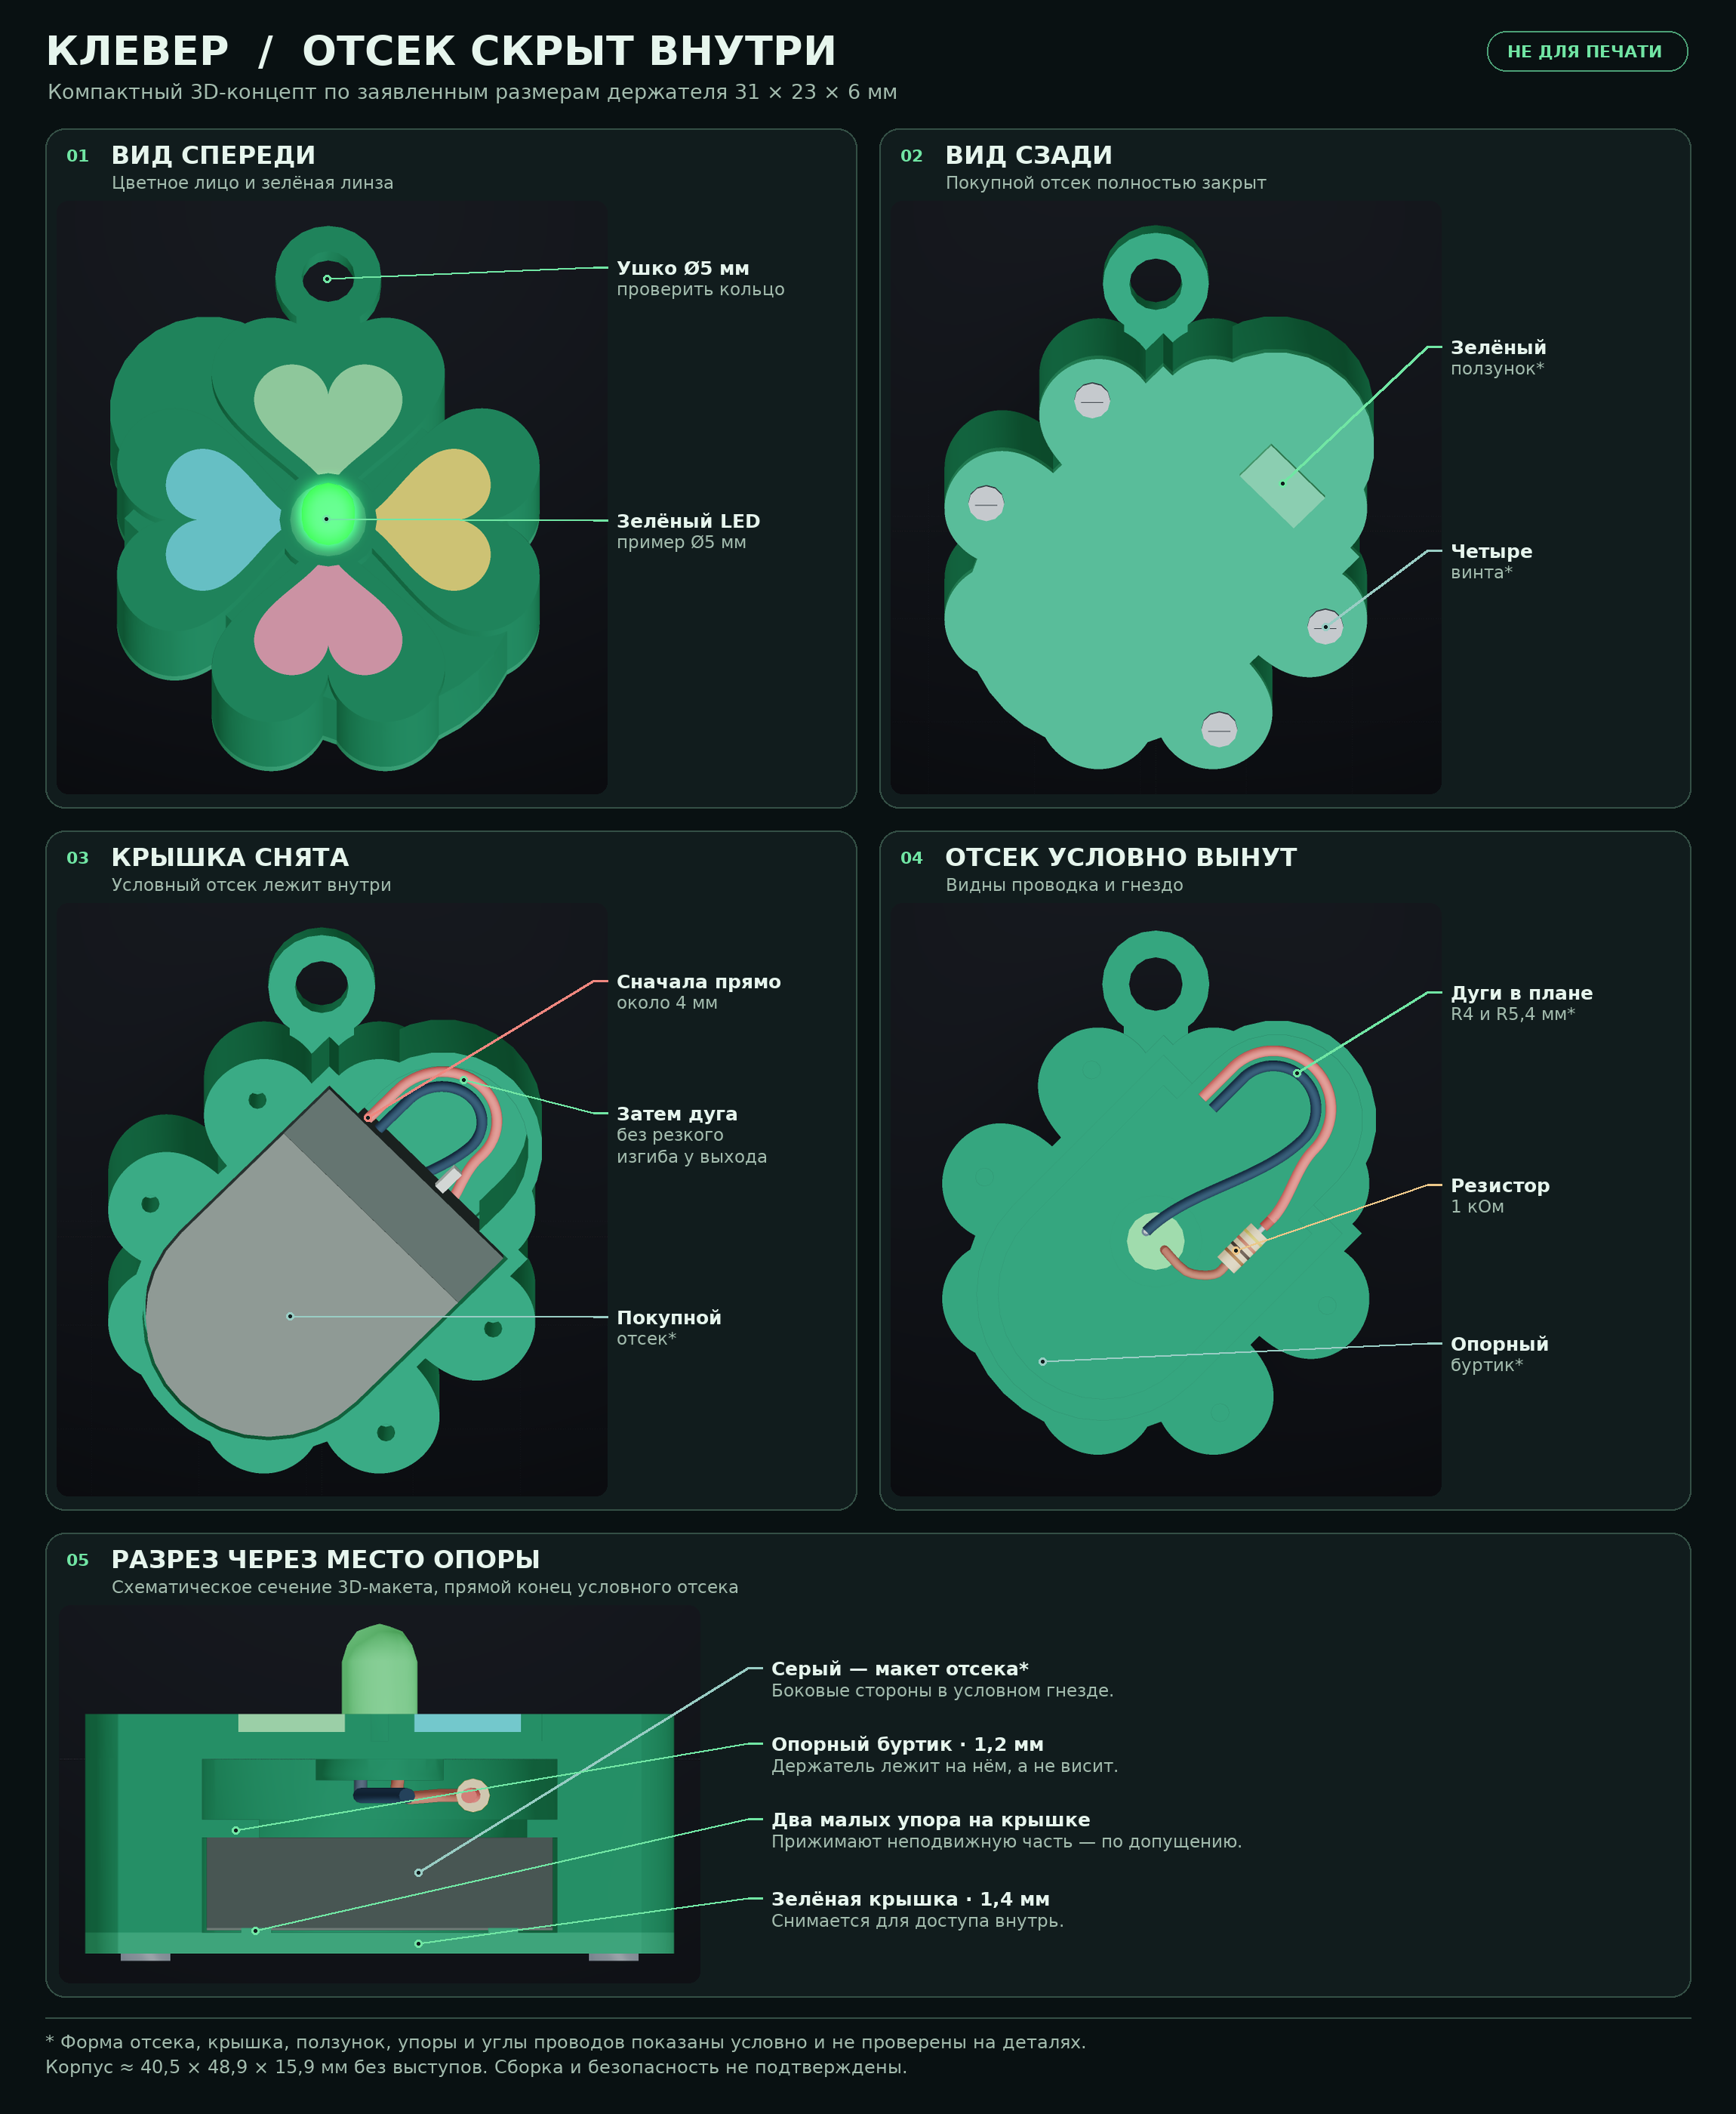 КЛЕВЕР / ОТСЕК СКРЫТ ВНУТРИ
НЕ ДЛЯ ПЕЧАТИ
Компактный 3D-концепт по заявленным размерам держателя 31 × 23 × 6 мм
01 ВИД СПЕРЕДИ
Цветное лицо и зелёная линза
Ушко Ø5 мм
проверить кольцо
Зелёный LED
пример Ø5 мм
02 ВИД СЗАДИ
Покупной отсек полностью закрыт
Зелёный
ползунок*
Четыре
винта*
03 КРЫШКА СНЯТА
Условный отсек лежит внутри
Сначала прямо
около 4 мм
Затем дуга
без резкого
изгиба у выхода
Покупной
отсек*
04 ОТСЕК УСЛОВНО ВЫНУТ
Видны проводка и гнездо
Дуги в плане
R4 и R5,4 мм*
Резистор
1 кОм
Опорный
буртик*
05 РАЗРЕЗ ЧЕРЕЗ МЕСТО ОПОРЫ
Схематическое сечение 3D-макета, прямой конец условного отсека
Серый — макет отсека*
Боковые стороны в условном гнезде.
Опорный буртик · 1,2 мм
Держатель лежит на нём, а не висит.
Два малых упора на крышке
Прижимают неподвижную часть — по допущению.
Зелёная крышка · 1,4 мм
Снимается для доступа внутрь.
* Форма отсека, крышка, ползунок, упоры и углы проводов показаны условно и не проверены на деталях.
Корпус ≈ 40,5 × 48,9 × 15,9 мм без выступов. Сборка и безопасность не подтверждены.